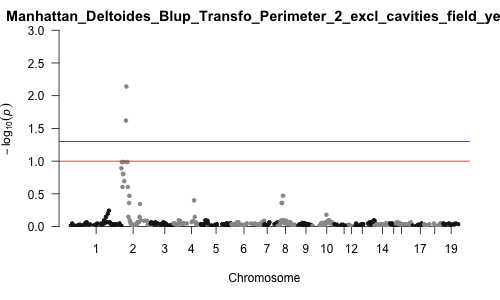 Manhattan_Deltoides_Blup_Transfo_Perimeter_2_excl_cavities_field_ye
3.0
2.5
2.0
1.5
1.0
0.5
0.0
− log10(p)
1 2 3 4 5 6 7 8 9 10 12 14 17 19
Chromosome